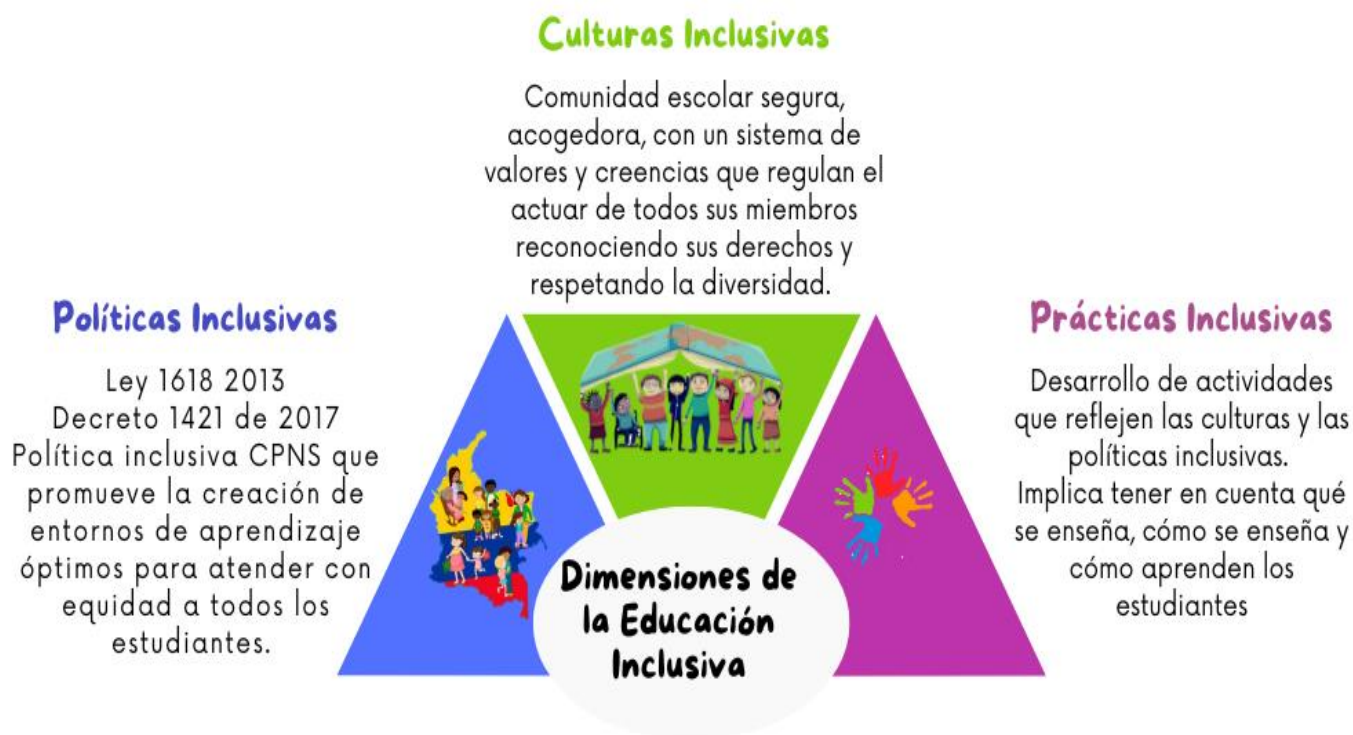 Culturas Inclusivas
Comunidad escolar segura,
acogedora, con un sistema de
valores y creencias que regulan el
actuar de todos sus miembros
reconociendo sus derechos y
respetando la diversidad.
Políticas Inclusivas
Ley 1618 2013
Decreto 1421 de 2017
Política inclusiva CPNS que
promueve la creación de
entornos de aprendizaje
óptimos para atender con
equidad a todos los
estudiantes.
Prácticas Inclusivas
Desarrollo de actividades
que reflejen las culturas y las
políticas inclusivas.
Implica tener en cuenta qué
se enseña, cómo se enseña y
cómo aprenden los
estudiantes
Dimensiones de
la Educación
Inclusiva